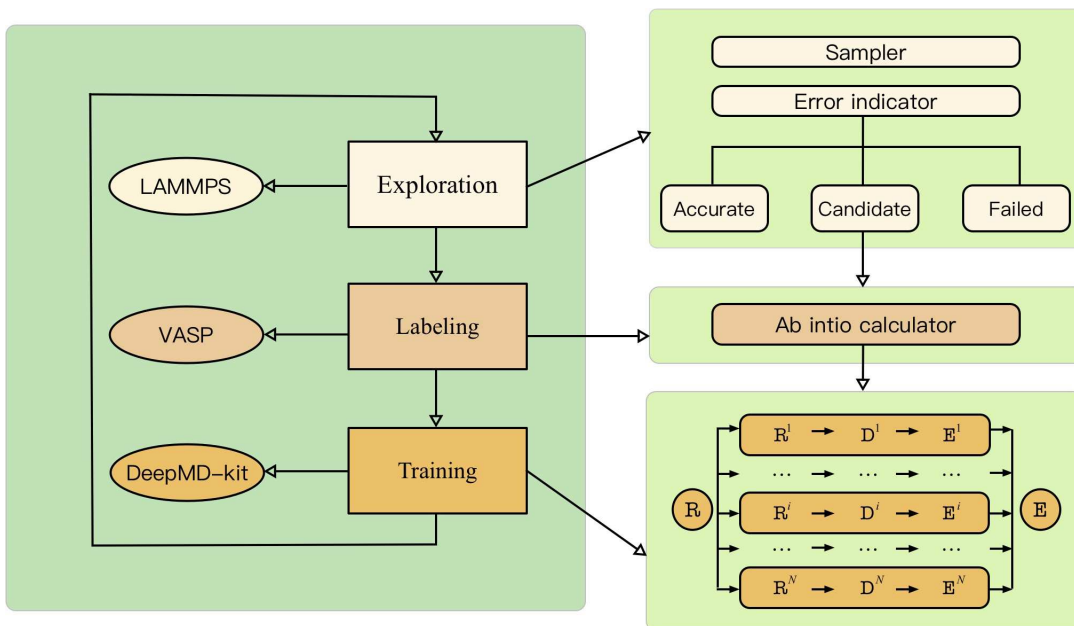 Sampler
Error indicator
Accurate
Candidate
Failed
LAMMPS
Exploration
VASP
Labeling
Ab intio calculator
DeepMD-kit
Training
R¹ D¹ E¹
... ... ...
R Rⁱ Dⁱ Eⁱ E
... ... ...
Rᴺ Dᴺ Eᴺ